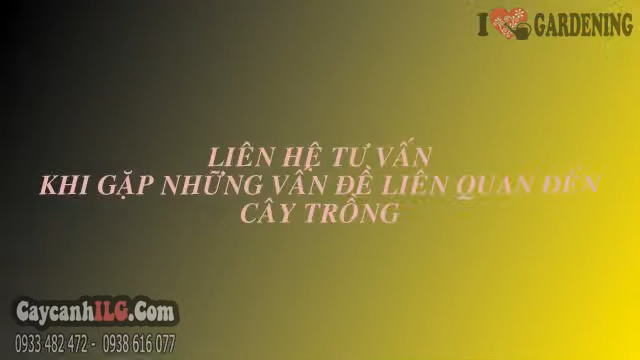 I GARDENING
LIÊN HỆ TƯ VẤN
KHI GẶP NHỮNG VẤN ĐỀ LIÊN QUAN ĐẾN
CÂY TRỒNG
CaycanhILG.Com
0933 482 472 - 0938 616 077